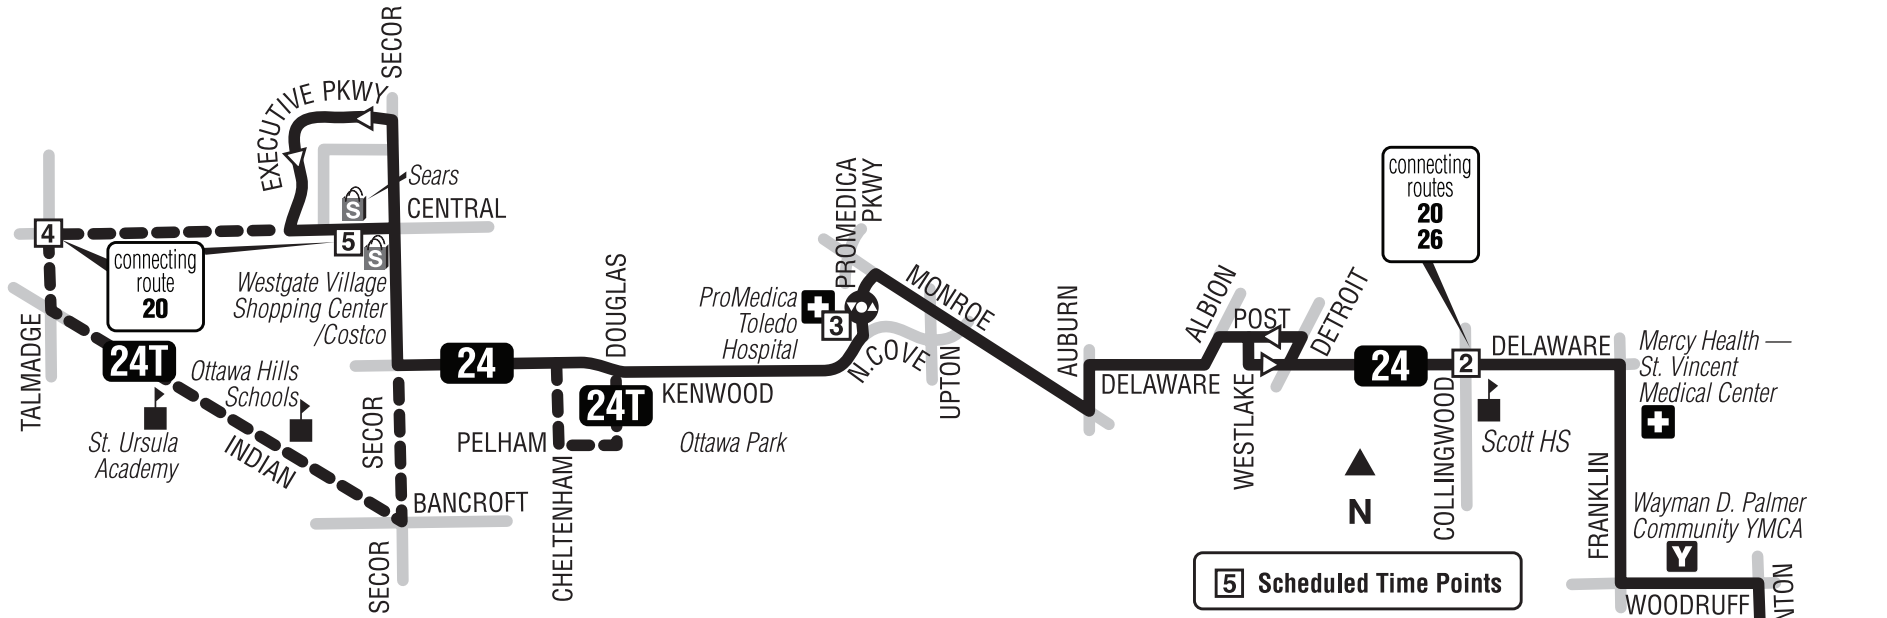 SECOR
EXECUTIVE PKWY
Sears
CENTRAL
4
5
S
S
connecting
route
20
Westgate Village
Shopping Center
/Costco
TALMADGE
24T
Ottawa Hills
Schools
St. Ursula
Academy
INDIAN
SECOR
BANCROFT
SECOR
24
DOUGLAS
24T
KENWOOD
PELHAM
CHELTENHAM
Ottawa Park
ProMedica
Toledo
Hospital
3
PROMEDICA
PKWY
N. COVE
MONROE
UPTON
AUBURN
DELAWARE
ALBION
POST
DETROIT
WESTLAKE
24
connecting
routes
20
26
2
DELAWARE
COLLINGWOOD
Scott HS
Mercy Health —
St. Vincent
Medical Center
FRANKLIN
Wayman D. Palmer
Community YMCA
Y
WOODRUFF
NTON
N
5 Scheduled Time Points